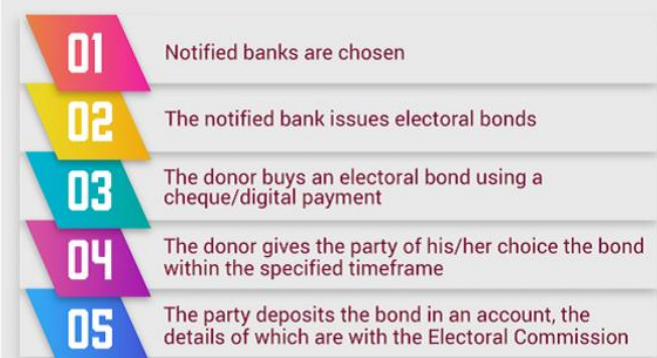 01
Notified banks are chosen
02
The notified bank issues electoral bonds
03
The donor buys an electoral bond using a
cheque/digital payment
04
The donor gives the party of his/her choice the bond
within the specified timeframe
05
The party deposits the bond in an account, the
details of which are with the Electoral Commission